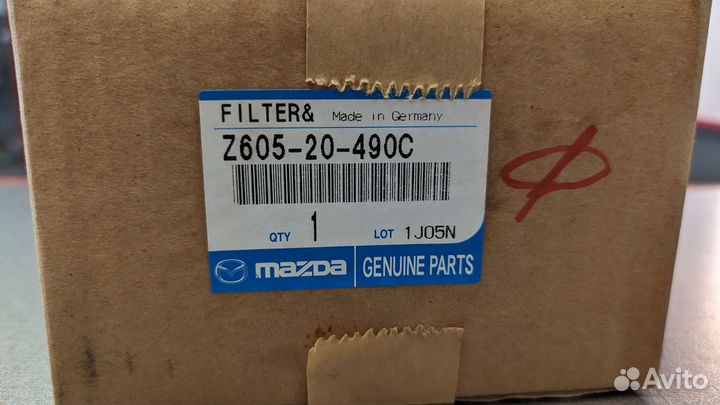 FILTER& Made in Germany
Z605-20-490C
QTY 1 LOT 1J05N
mazda GENUINE PARTS
Avito